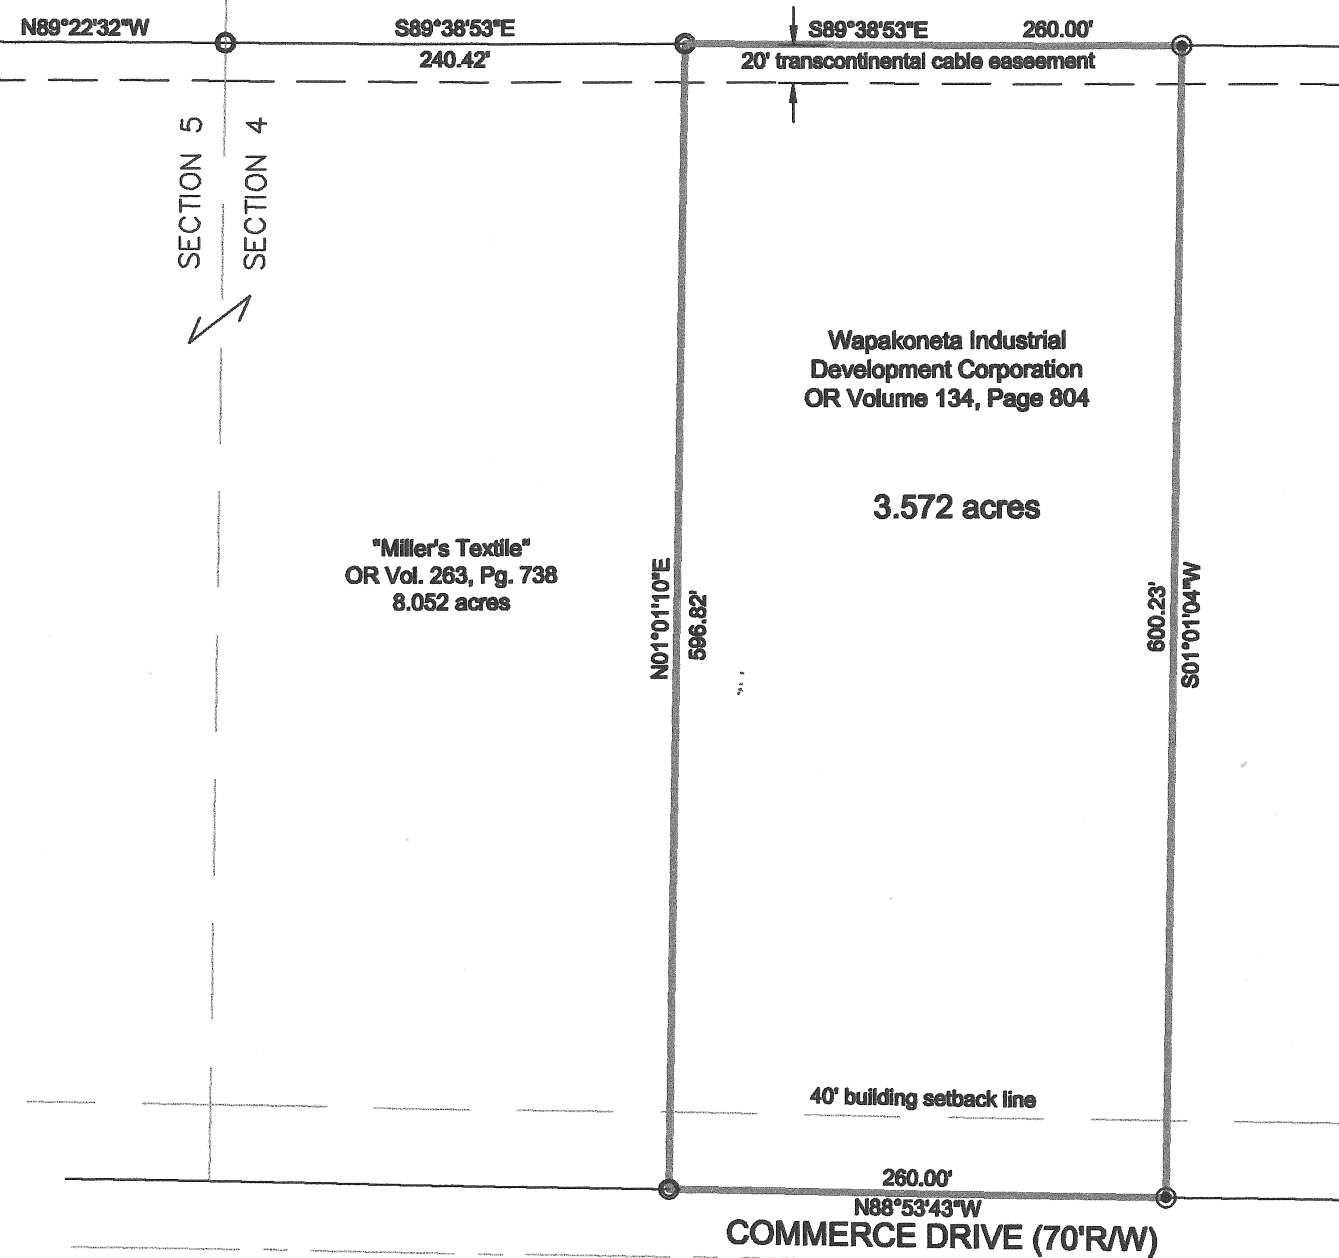 N89°22'32"W
S89°38'53"E
240.42'
S89°38'53"E 260.00'
20' transcontinental cable easeement
SECTION 5
SECTION 4
Wapakoneta Industrial
Development Corporation
OR Volume 134, Page 804
3.572 acres
"Miller's Textile"
OR Vol. 263, Pg. 738
8.052 acres
N01°01'10"E
596.82'
600.23'
S01°01'04"W
40' building setback line
260.00'
N88°53'43"W
COMMERCE DRIVE (70'R/W)